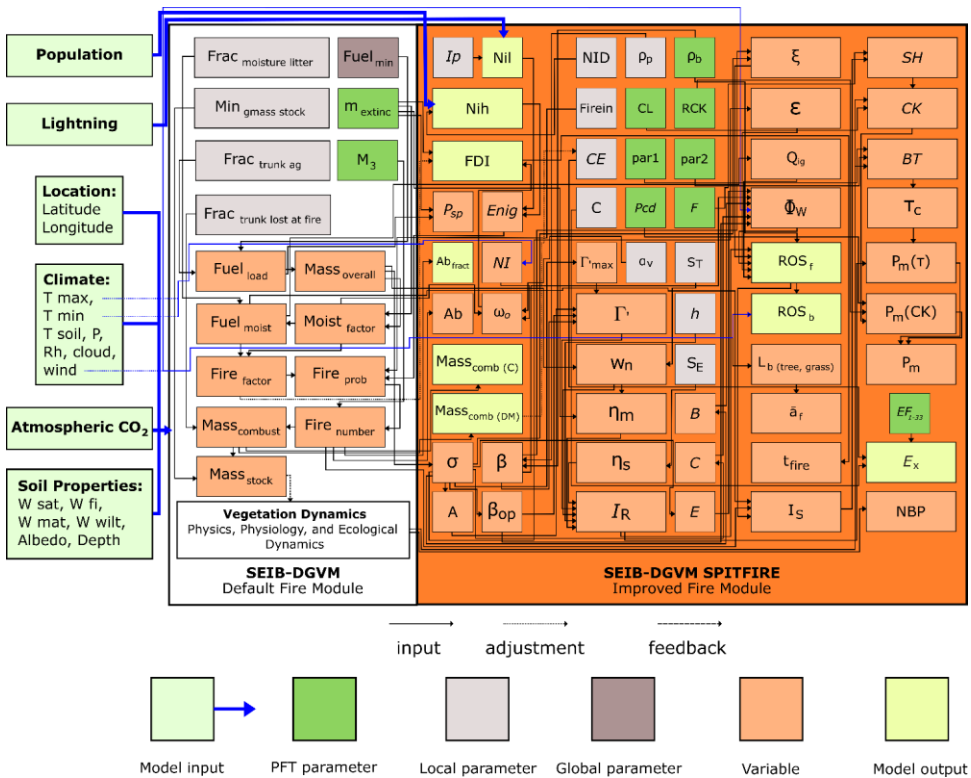 Population
Lightning
Location:
Latitude
Longitude
Climate:
T max,
T min
T soil, P,
Rh, cloud,
wind
Atmospheric CO₂
Soil Properties:
W sat, W fi,
W mat, W wilt,
Albedo, Depth
Frac moisture litter
Fuel min
Min gmass stock
m extinc
Frac trunk ag
M₃
Frac trunk lost at fire
Fuel load
Mass overall
Fuel moist
Moist factor
Fire factor
Fire prob
Mass combust
Fire number
Mass stock
Vegetation Dynamics
Physics, Physiology, and Ecological
Dynamics
SEIB-DGVM
Default Fire Module
Ip
Nil
NID
ρp
ρb
ξ
SH
Nih
Firein
CL
RCK
ε
CK
FDI
CE
par1
par2
Qig
BT
Psp
Enig
C
Pcd
F
Φw
τc
Ab fract
NI
Γ'max
αv
ST
ROS f
Pm(τ)
Ab
ωo
Γ'
h
ROS b
Pm(CK)
Mass comb (C)
wn
SE
Lb (tree, grass)
Pm
Mass comb (DM)
ηm
B
āf
EF1-33
σ
β
ηs
C
tfire
Ex
A
βop
IR
E
IS
NBP
SEIB-DGVM SPITFIRE
Improved Fire Module
input
adjustment
feedback
Model input
PFT parameter
Local parameter
Global parameter
Variable
Model output